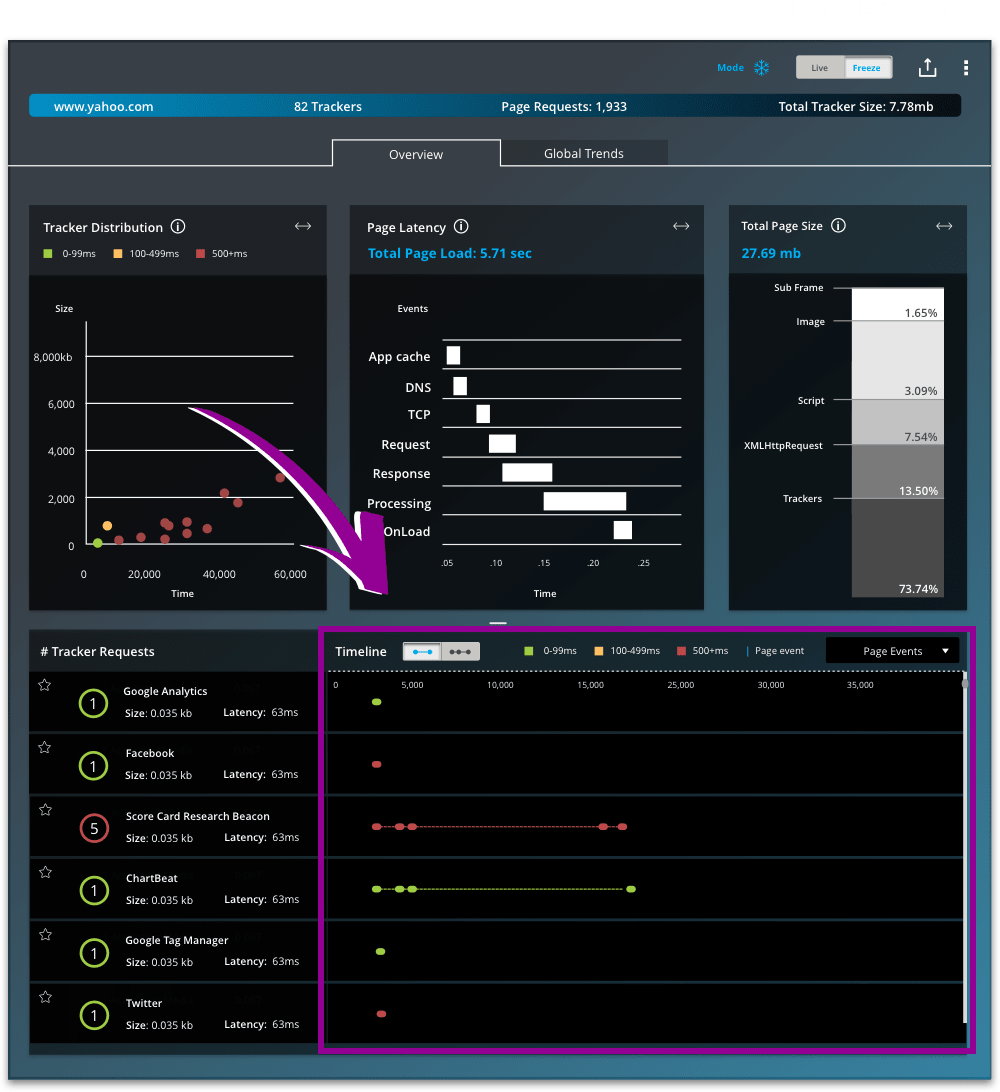 Mode Live Freeze
www.yahoo.com 82 Trackers Page Requests: 1,933 Total Tracker Size: 7.78mb
Overview Global Trends
Tracker Distribution
0-99ms 100-499ms 500+ms
Size
8,000kb
6,000
4,000
2,000
0
0 20,000 40,000 60,000
Time
Page Latency
Total Page Load: 5.71 sec
Events
App cache
DNS
TCP
Request
Response
Processing
OnLoad
.05 .10 .15 .20 .25
Time
Total Page Size
27.69 mb
Sub Frame
1.65%
Image
3.09%
Script
7.54%
XMLHttpRequest
13.50%
Trackers
73.74%
# Tracker Requests
Timeline 0-99ms 100-499ms 500+ms | Page event Page Events
0 5,000 10,000 15,000 25,000 30,000 35,000
1 Google Analytics
Size: 0.035 kb Latency: 63ms
1 Facebook
Size: 0.035 kb Latency: 63ms
5 Score Card Research Beacon
Size: 0.035 kb Latency: 63ms
1 ChartBeat
Size: 0.035 kb Latency: 63ms
1 Google Tag Manager
Size: 0.035 kb Latency: 63ms
1 Twitter
Size: 0.035 kb Latency: 63ms